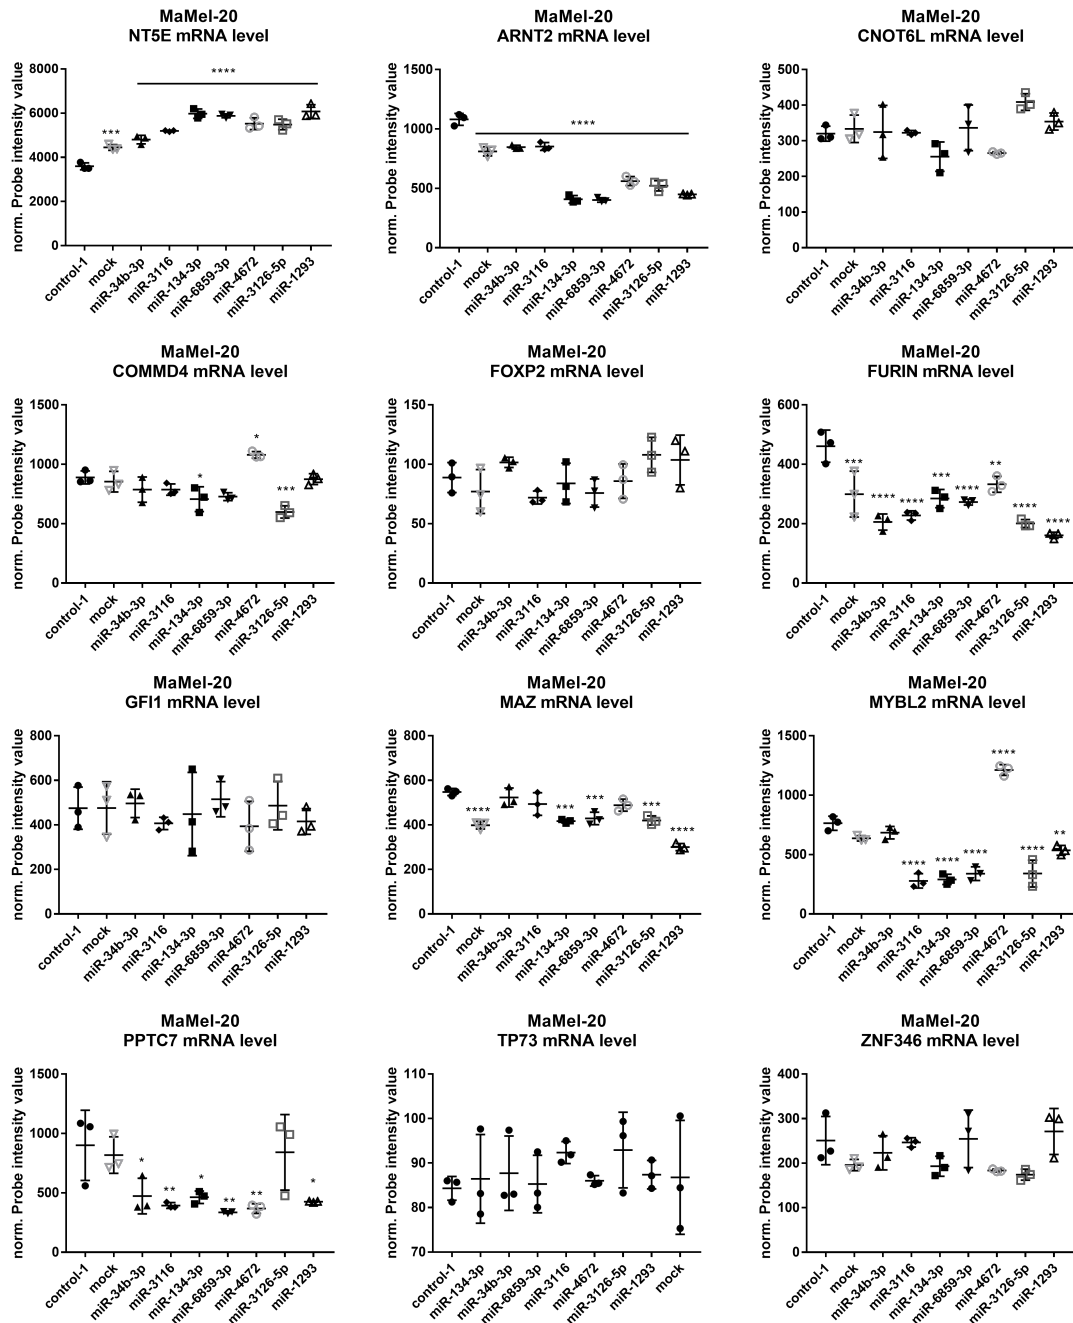 MaMel-20
NT5E mRNA level
norm. Probe intensity value
8000
6000
4000
2000
0
***
****
control-1
mock
miR-34b-3p
miR-3116
miR-134-3p
miR-6859-3p
miR-4672
miR-3126-5p
miR-1293
MaMel-20
ARNT2 mRNA level
norm. Probe intensity value
1500
1000
500
0
****
control-1
mock
miR-34b-3p
miR-3116
miR-134-3p
miR-6859-3p
miR-4672
miR-3126-5p
miR-1293
MaMel-20
CNOT6L mRNA level
norm. Probe intensity value
500
400
300
200
100
0
control-1
mock
miR-34b-3p
miR-3116
miR-134-3p
miR-6859-3p
miR-4672
miR-3126-5p
miR-1293
MaMel-20
COMMD4 mRNA level
norm. Probe intensity value
1500
1000
500
0
*
*
***
control-1
mock
miR-34b-3p
miR-3116
miR-134-3p
miR-6859-3p
miR-4672
miR-3126-5p
miR-1293
MaMel-20
FOXP2 mRNA level
norm. Probe intensity value
150
100
50
0
control-1
mock
miR-34b-3p
miR-3116
miR-134-3p
miR-6859-3p
miR-4672
miR-3126-5p
miR-1293
MaMel-20
FURIN mRNA level
norm. Probe intensity value
600
400
200
0
***
****
****
***
****
**
****
****
control-1
mock
miR-34b-3p
miR-3116
miR-134-3p
miR-6859-3p
miR-4672
miR-3126-5p
miR-1293
MaMel-20
GFI1 mRNA level
norm. Probe intensity value
800
600
400
200
0
control-1
mock
miR-34b-3p
miR-3116
miR-134-3p
miR-6859-3p
miR-4672
miR-3126-5p
miR-1293
MaMel-20
MAZ mRNA level
norm. Probe intensity value
800
600
400
200
0
****
***
***
***
****
control-1
mock
miR-34b-3p
miR-3116
miR-134-3p
miR-6859-3p
miR-4672
miR-3126-5p
miR-1293
MaMel-20
MYBL2 mRNA level
norm. Probe intensity value
1500
1000
500
0
****
****
****
****
****
**
control-1
mock
miR-34b-3p
miR-3116
miR-134-3p
miR-6859-3p
miR-4672
miR-3126-5p
miR-1293
MaMel-20
PPTC7 mRNA level
norm. Probe intensity value
1500
1000
500
0
*
**
*
**
**
*
control-1
mock
miR-34b-3p
miR-3116
miR-134-3p
miR-6859-3p
miR-4672
miR-3126-5p
miR-1293
MaMel-20
TP73 mRNA level
norm. Probe intensity value
110
100
90
80
70
control-1
miR-134-3p
miR-34b-3p
miR-6859-3p
miR-3116
miR-4672
miR-3126-5p
miR-1293
mock
MaMel-20
ZNF346 mRNA level
norm. Probe intensity value
400
300
200
100
0
control-1
mock
miR-34b-3p
miR-3116
miR-134-3p
miR-6859-3p
miR-4672
miR-3126-5p
miR-1293